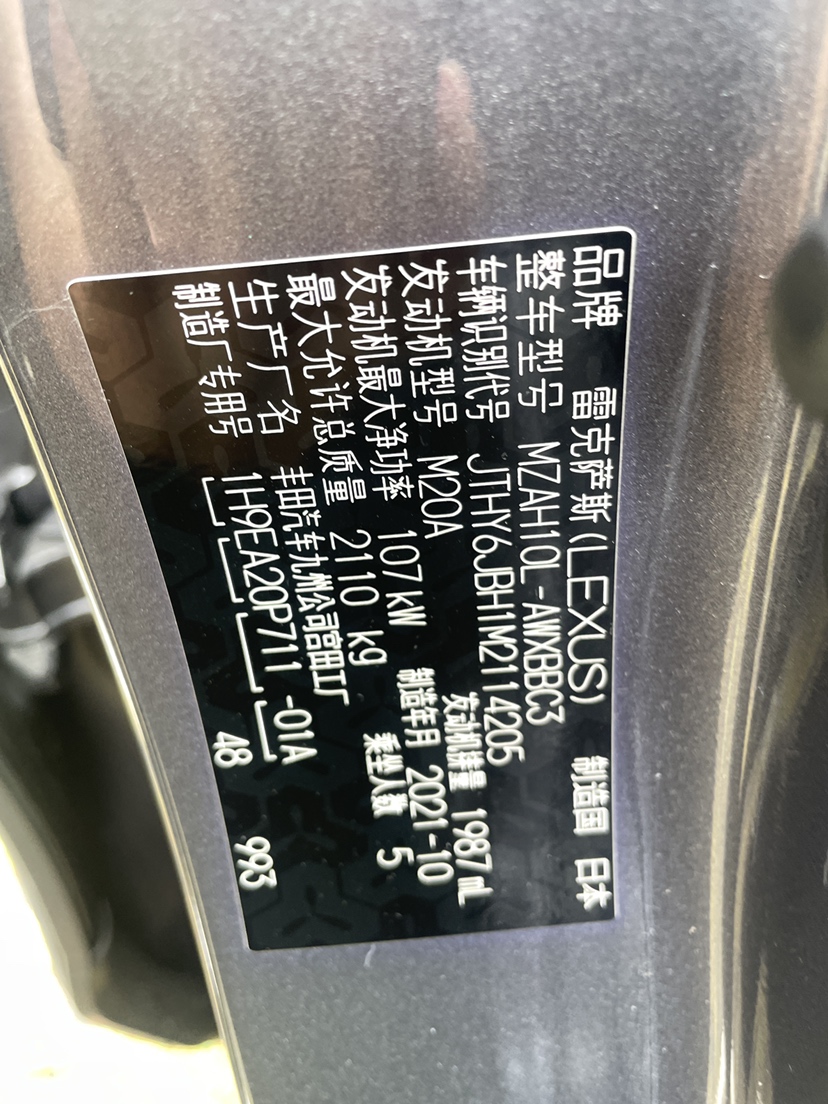 品牌 雷克萨斯(LEXUS) 制造国 日本
整车型号 MZAH10L-AWXBBC3
车辆识别代号 JTHY6JBH1M2114205
发动机型号 M20A 发动机排量 1987 mL
发动机最大净功率 107 kW 制造年月 2021-10
最大允许总质量 2110 kg 乘坐人数 5
生产厂名 丰田汽车九州公司宫田工厂
制造厂专用号 1H9EA20P711 -01A
48 993